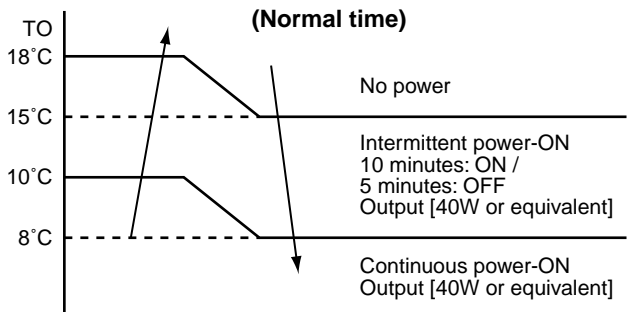 (Normal time)
TO
18˚C
15˚C
10˚C
8˚C
No power
Intermittent power-ON
10 minutes: ON /
5 minutes: OFF
Output [40W or equivalent]
Continuous power-ON
Output [40W or equivalent]